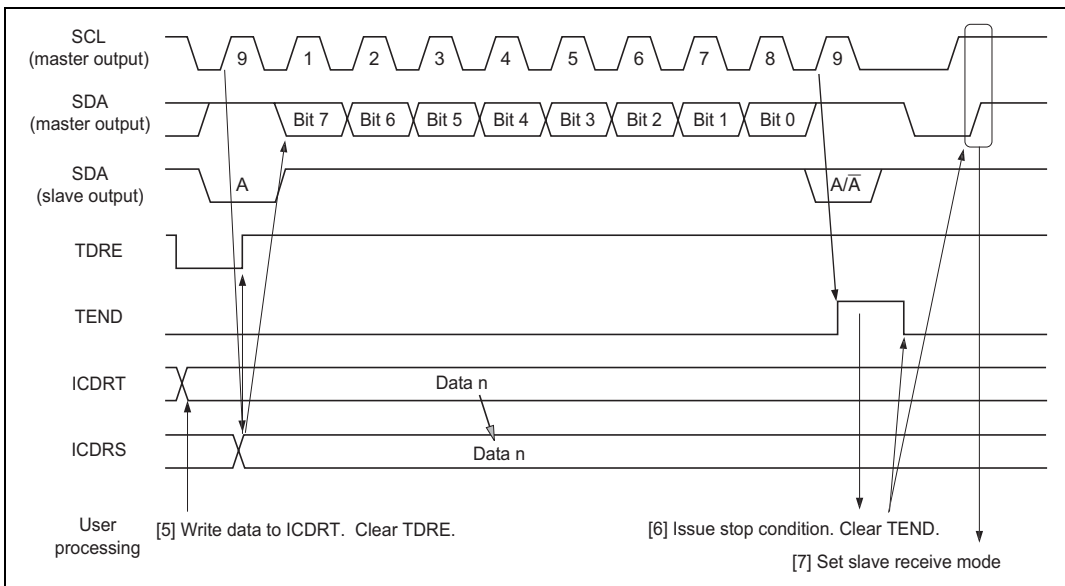 SCL
(master output)
9 1 2 3 4 5 6 7 8 9
SDA
(master output)
Bit 7 Bit 6 Bit 5 Bit 4 Bit 3 Bit 2 Bit 1 Bit 0
SDA
(slave output)
A A/A̅
TDRE
TEND
ICDRT
Data n
ICDRS
Data n
User
processing
[5] Write data to ICDRT. Clear TDRE.
[6] Issue stop condition. Clear TEND.
[7] Set slave receive mode